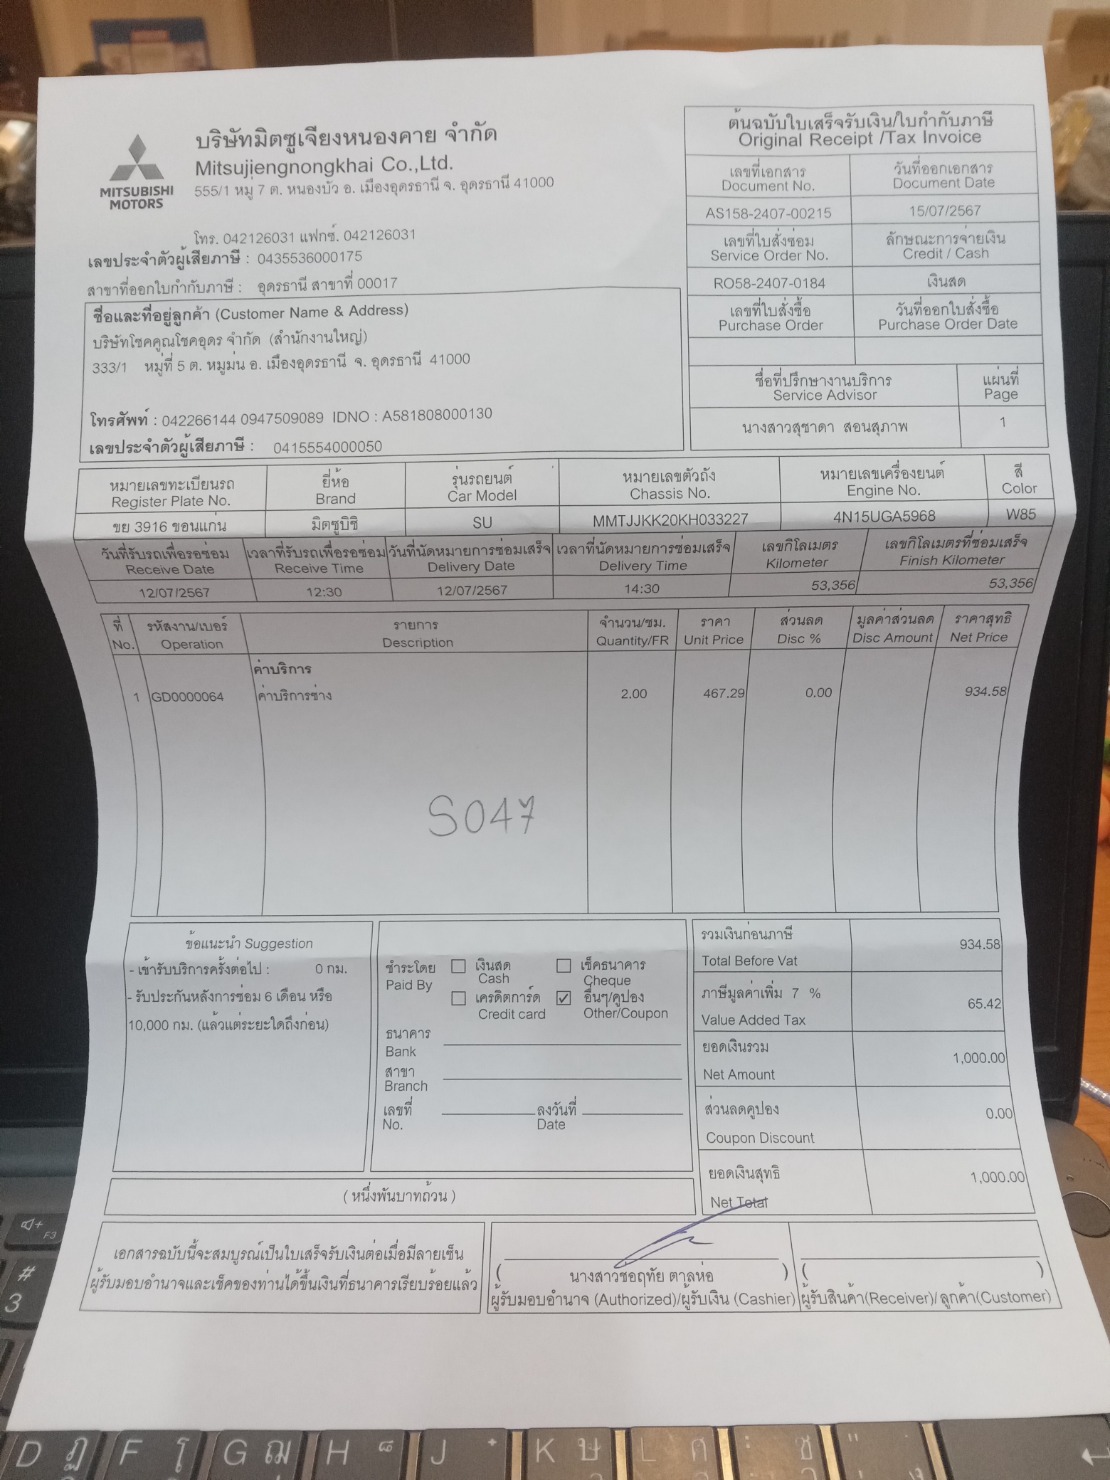 MITSUBISHI
MOTORS
บริษัทมิตซูเจียงหนองคาย จำกัด
Mitsujiengnongkhai Co.,Ltd.
555/1 หมู่ 7 ต. หนองบัว อ. เมืองอุดรธานี จ. อุดรธานี 41000
โทร. 042126031 แฟกซ์. 042126031
เลขประจำตัวผู้เสียภาษี : 0435536000175
สาขาที่ออกใบกำกับภาษี : อุดรธานี สาขาที่ 00017
ต้นฉบับใบเสร็จรับเงิน/ใบกำกับภาษี
Original Receipt /Tax Invoice
เลขที่เอกสาร วันที่ออกเอกสาร
Document No. Document Date
AS158-2407-00215 15/07/2567
เลขที่ใบสั่งซ่อม ลักษณะการจ่ายเงิน
Service Order No. Credit / Cash
RO58-2407-0184 เงินสด
เลขที่ใบสั่งซื้อ วันที่ออกใบสั่งซื้อ
Purchase Order Purchase Order Date
ชื่อที่ปรึกษางานบริการ แผ่นที่
Service Advisor Page
นางสาวสุชาดา สอนสุภาพ 1
ชื่อและที่อยู่ลูกค้า (Customer Name & Address)
บริษัทโชคคูณโชคอุดร จำกัด (สำนักงานใหญ่)
333/1 หมู่ที่ 5 ต. หมูม่น อ. เมืองอุดรธานี จ. อุดรธานี 41000
โทรศัพท์ : 042266144 0947509089 IDNO : A581808000130
เลขประจำตัวผู้เสียภาษี : 0415554000050
หมายเลขทะเบียนรถ ยี่ห้อ รุ่นรถยนต์ หมายเลขตัวถัง หมายเลขเครื่องยนต์ สี
Register Plate No. Brand Car Model Chassis No. Engine No. Color
ขย 3916 ขอนแก่น มิตซูบิชิ SU MMTJJKK20KH033227 4N15UGA5968 W85
วันที่รับรถเพื่อรอซ่อม เวลาที่รับรถเพื่อรอซ่อม วันที่นัดหมายการซ่อมเสร็จ เวลาที่นัดหมายการซ่อมเสร็จ เลขกิโลเมตร เลขกิโลเมตรที่ซ่อมเสร็จ
Receive Date Receive Time Delivery Date Delivery Time Kilometer Finish Kilometer
12/07/2567 12:30 12/07/2567 14:30 53,356 53,356
ที่ รหัสงาน/เบอร์ รายการ จำนวน/ชม. ราคา ส่วนลด มูลค่าส่วนลด ราคาสุทธิ
No. Operation Description Quantity/FR Unit Price Disc % Disc Amount Net Price
ค่าบริการ
1 GD0000064 ค่าบริการช่าง 2.00 467.29 0.00 934.58
S047
ข้อแนะนำ Suggestion
- เข้ารับบริการครั้งต่อไป : 0 กม.
- รับประกันหลังการซ่อม 6 เดือน หรือ
10,000 กม. (แล้วแต่ระยะใดถึงก่อน)
ชำระโดย เงินสด เช็คธนาคาร
Paid By Cash Cheque
เครดิตการ์ด อื่นๆ/คูปอง
Credit card Other/Coupon
ธนาคาร
Bank
สาขา
Branch
เลขที่ ลงวันที่
No. Date
รวมเงินก่อนภาษี 934.58
Total Before Vat
ภาษีมูลค่าเพิ่ม 7 % 65.42
Value Added Tax
ยอดเงินรวม 1,000.00
Net Amount
ส่วนลดคูปอง 0.00
Coupon Discount
ยอดเงินสุทธิ 1,000.00
Net Total
( หนึ่งพันบาทถ้วน )
เอกสารฉบับนี้จะสมบูรณ์เป็นใบเสร็จรับเงินต่อเมื่อมีลายเซ็น
ผู้รับมอบอำนาจและเช็คของท่านได้ขึ้นเงินที่ธนาคารเรียบร้อยแล้ว
( นางสาวช่อฤทัย ตาลห่อ ) ( )
ผู้รับมอบอำนาจ (Authorized)/ผู้รับเงิน (Cashier) ผู้รับสินค้า(Receiver)/ ลูกค้า(Customer)
F3
#
3
D ฏ F โ G ฌ H J K ษ L ศ : ซ "